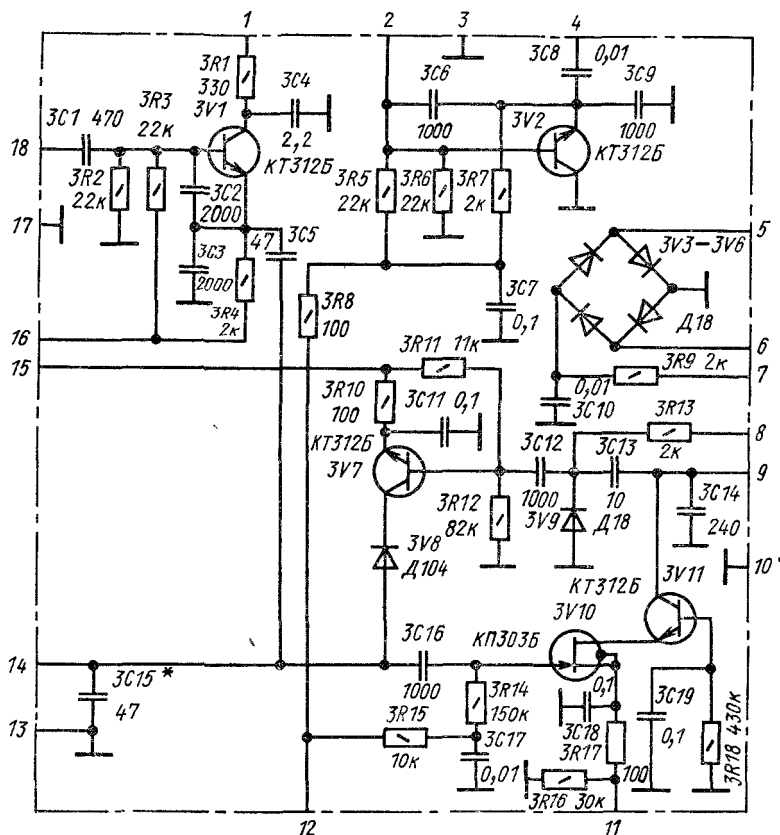 1 2 3 4
3R1 330
3C4 2,2
3V1 КТ312Б
3C1 470
3R3 22к
18
3R2 22к
3C2 2000
17
3C3 2000
3R4 2к
47 3C5
16
15
3C6 1000
3C8 0,01
3C9 1000
3V2 КТ312Б
3R5 22к
3R6 22к
3R7 2к
3C7 0,1
3R8 100
5
3V3–3V6
Д18
6
7
3R9 2к
0,01 3C10
3R11 11к
3R10 100
3C11 0,1
КТ312Б 3V7
3R13 2к
8
9
3C12 1000
3C13 10
3R12 82к
3V9 Д18
3C14 240
3V8 Д104
10
КТ312Б 3V11
3V10
КП303Б
14
3C15 * 47
13
3C16 1000
3R14 150к
3R15 10к
3C17 0,01
0,1 3C18
3R17 100
3R16 30к
3C19 0,1
3R18 430к
12
11